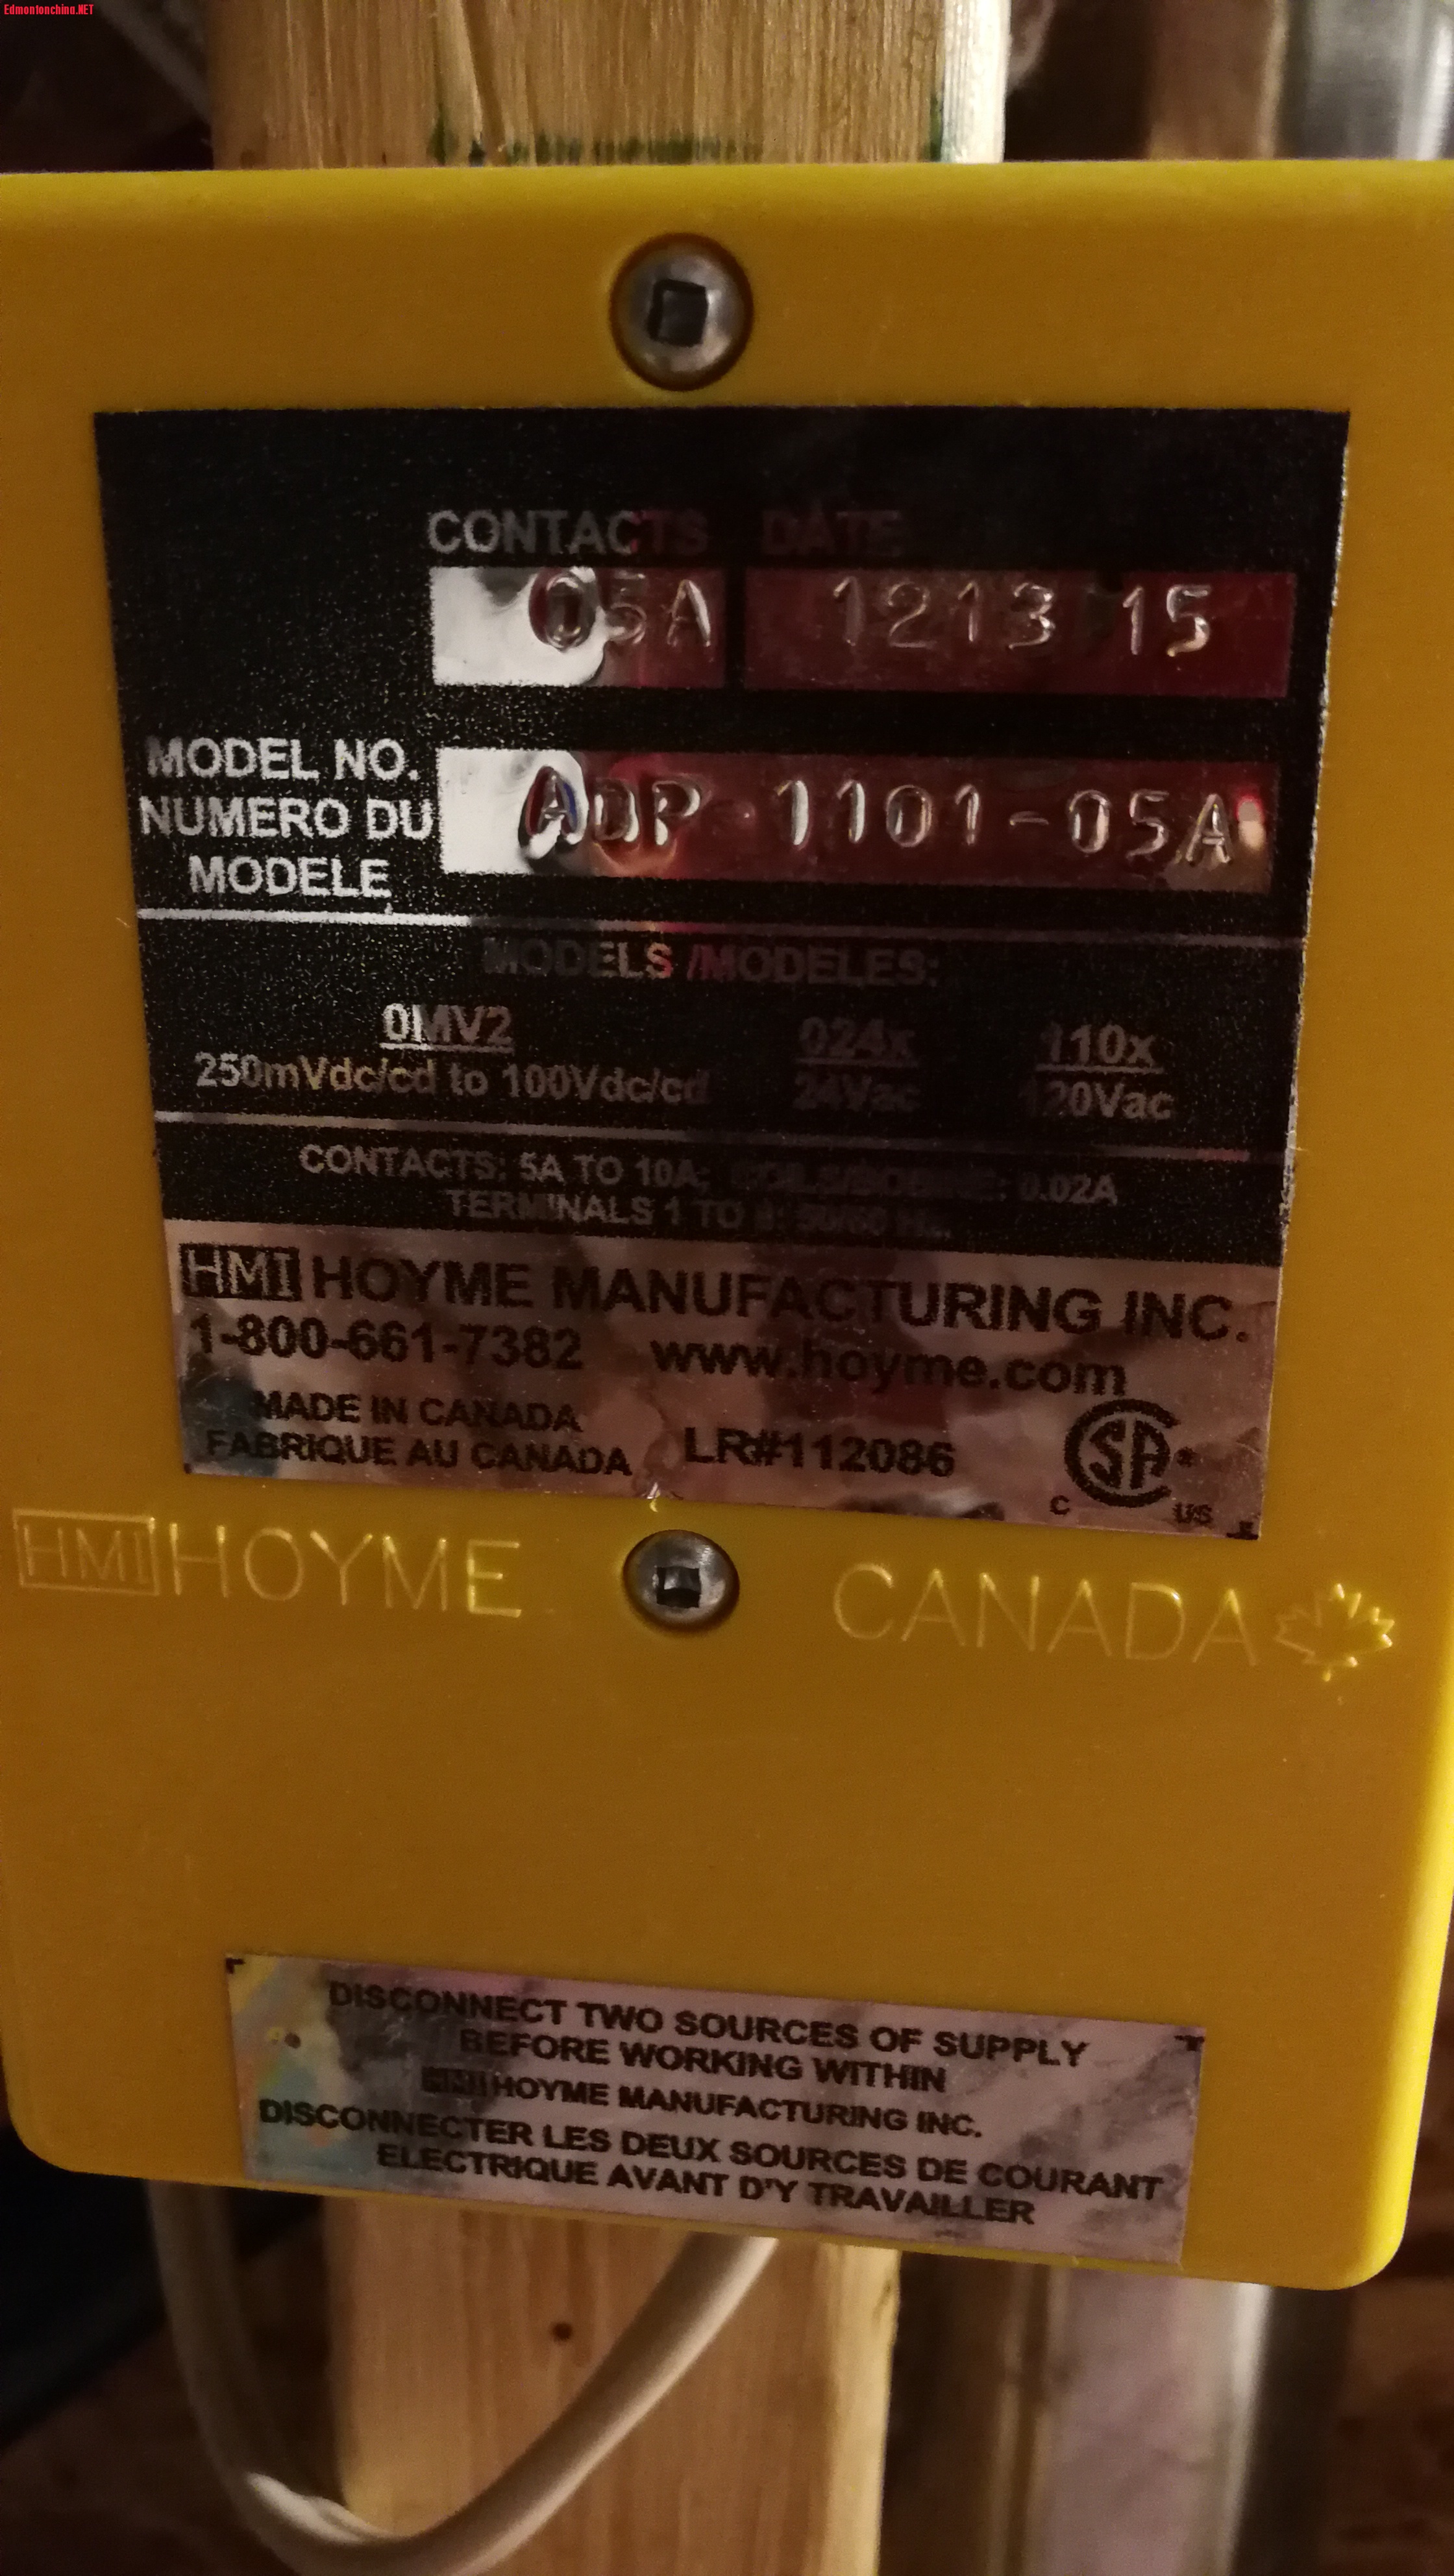 Edmontonchina.NET
CONTACTS DATE
05A 1213 15
MODEL NO.
NUMERO DU
MODELE
ADP-1101-05A
MODELS /MODELES:
0MV2 024x 110x
250mVdc/cd to 100Vdc/cd 24Vac 120Vac
CONTACTS: 5A TO 10A; 0.02A
TERMINALS 1 TO
HMI HOYME MANUFACTURING INC.
1-800-661-7382 www.hoyme.com
MADE IN CANADA
FABRIQUE AU CANADA LR#112086
CSA
C US
HMI HOYME CANADA
DISCONNECT TWO SOURCES OF SUPPLY
BEFORE WORKING WITHIN
HMI HOYME MANUFACTURING INC.
DISCONNECTER LES DEUX SOURCES DE COURANT
ELECTRIQUE AVANT D'Y TRAVAILLER